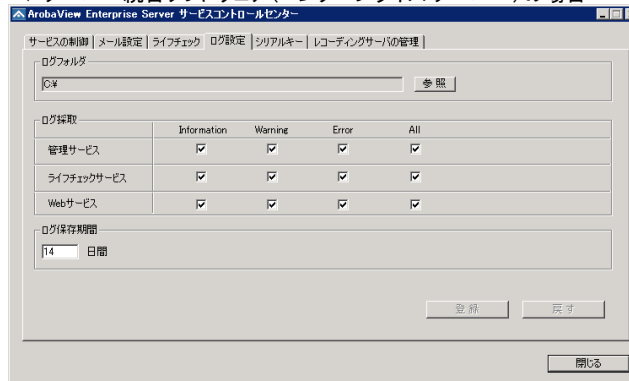 ArobaView Enterprise Server サービスコントロールセンター
サービスの制御 メール設定 ライフチェック ログ設定 シリアルキー レコーディングサーバの管理
ログフォルダ
C:¥ 参照
ログ採取
Information Warning Error All
管理サービス
ライフチェックサービス
Webサービス
ログ保存期間
14 日間
登録 戻す
閉じる